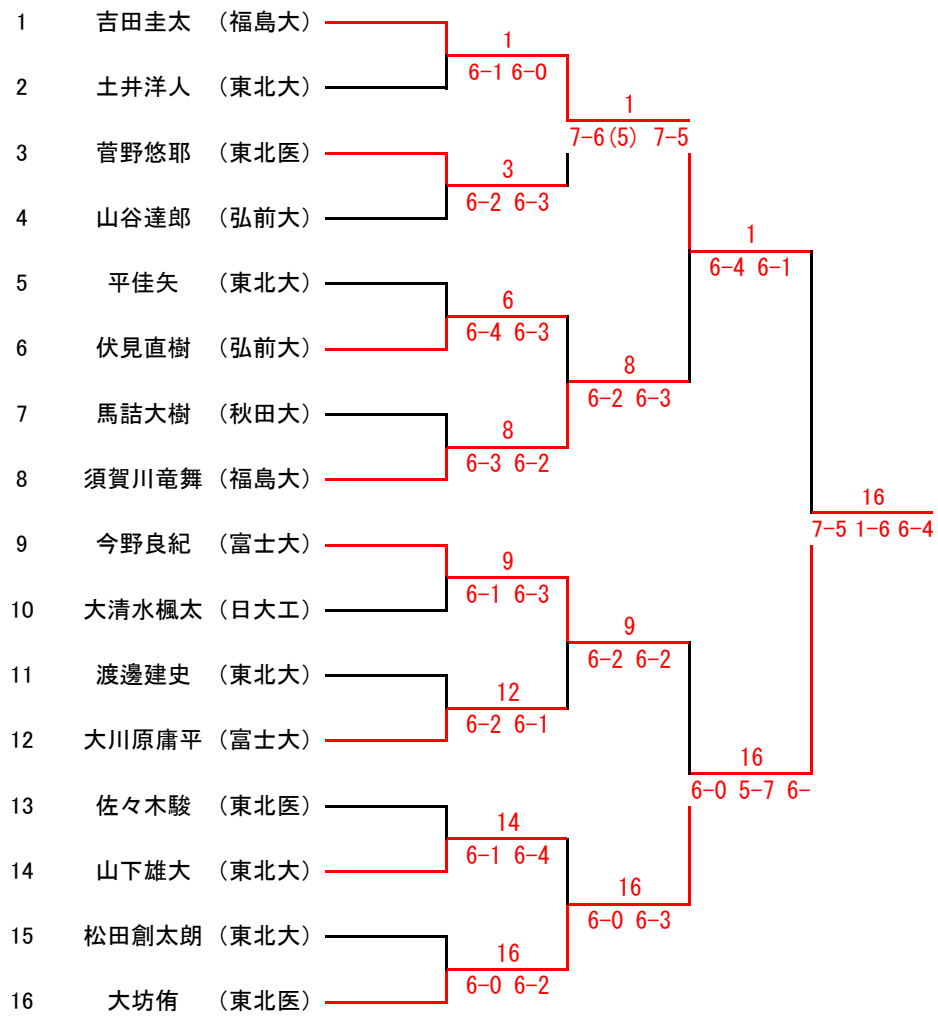 1 吉田圭太 （福島大）
1
6-1 6-0
2 土井洋人 （東北大）
1
7-6(5) 7-5
3 菅野悠耶 （東北医）
3
6-2 6-3
4 山谷達郎 （弘前大）
1
6-4 6-1
5 平佳矢 （東北大）
6
6-4 6-3
6 伏見直樹 （弘前大）
8
6-2 6-3
7 馬詰大樹 （秋田大）
8
6-3 6-2
8 須賀川竜舞 （福島大）
16
7-5 1-6 6-4
9 今野良紀 （富士大）
9
6-1 6-3
10 大清水楓太 （日大工）
9
6-2 6-2
11 渡邊建史 （東北大）
12
6-2 6-1
12 大川原庸平 （富士大）
16
6-0 5-7 6-
13 佐々木駿 （東北医）
14
6-1 6-4
14 山下雄大 （東北大）
16
6-0 6-3
15 松田創太朗 （東北大）
16
6-0 6-2
16 大坊侑 （東北医）